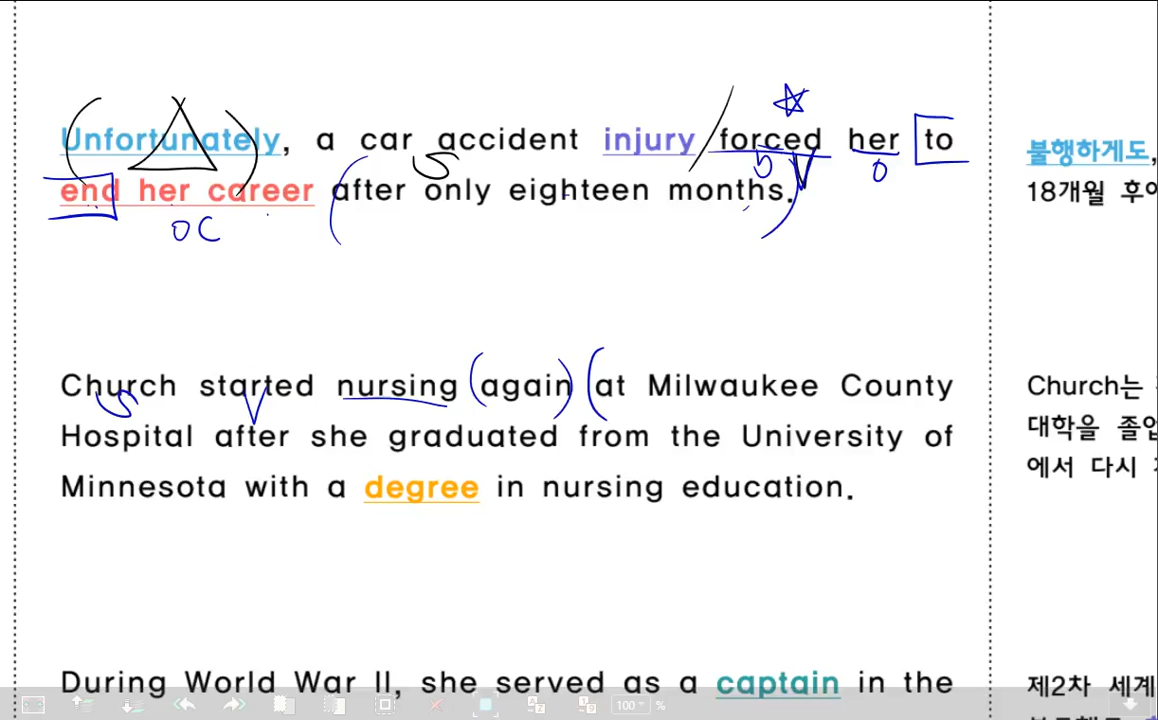 Unfortunately, a car accident injury forced her to
end her career after only eighteen months.
S
V
O
OC
불행하게도,
18개월 후에
Church started nursing (again) (at Milwaukee County
Hospital after she graduated from the University of
Minnesota with a degree in nursing education.
S
V
Church는
대학을 졸업
에서 다시
During World War II, she served as a captain in the
제2차 세계
100 %